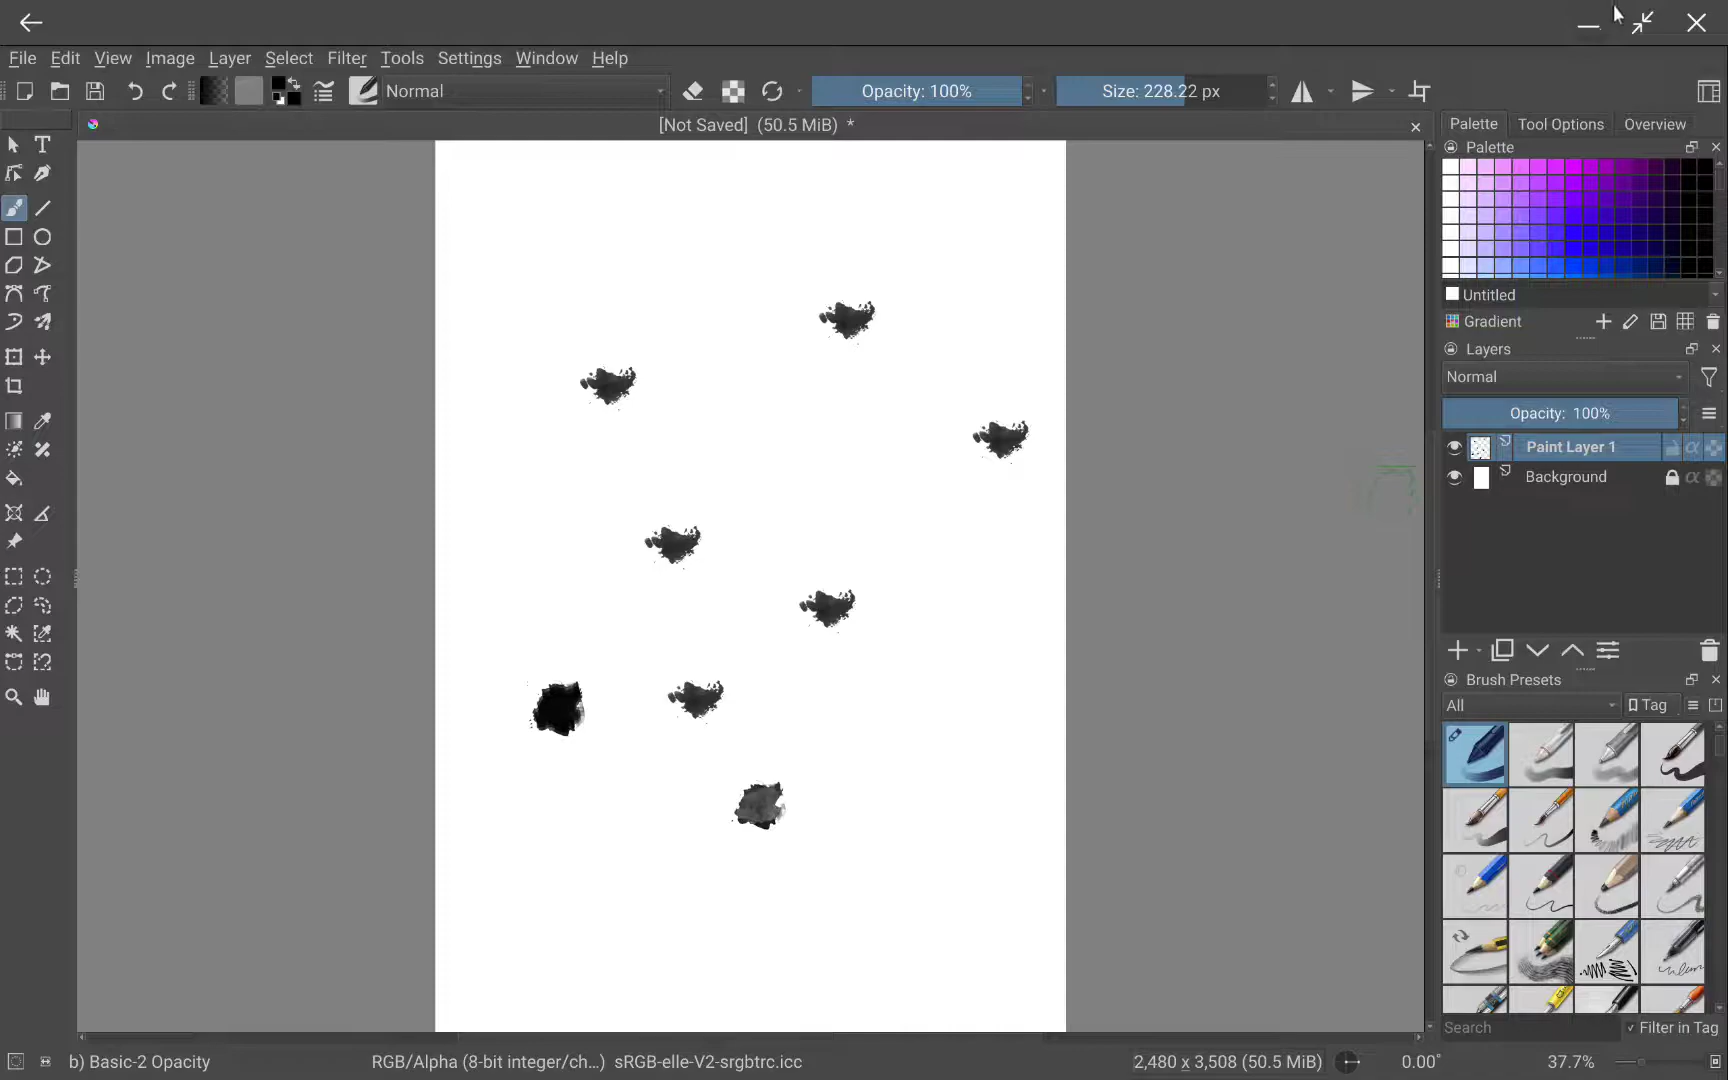 File Edit View Image Layer Select Filter Tools Settings Window Help
Normal Opacity: 100% Size: 228.22 px
[Not Saved] (50.5 MiB) *
Palette Tool Options Overview
Palette
Untitled
Gradient
Layers
Normal
Opacity: 100%
Paint Layer 1
Background
Brush Presets
All Tag
Search Filter in Tag
b) Basic-2 Opacity RGB/Alpha (8-bit integer/ch...) sRGB-elle-V2-srgbtrc.icc 2,480 x 3,508 (50.5 MiB) 0.00° 37.7%